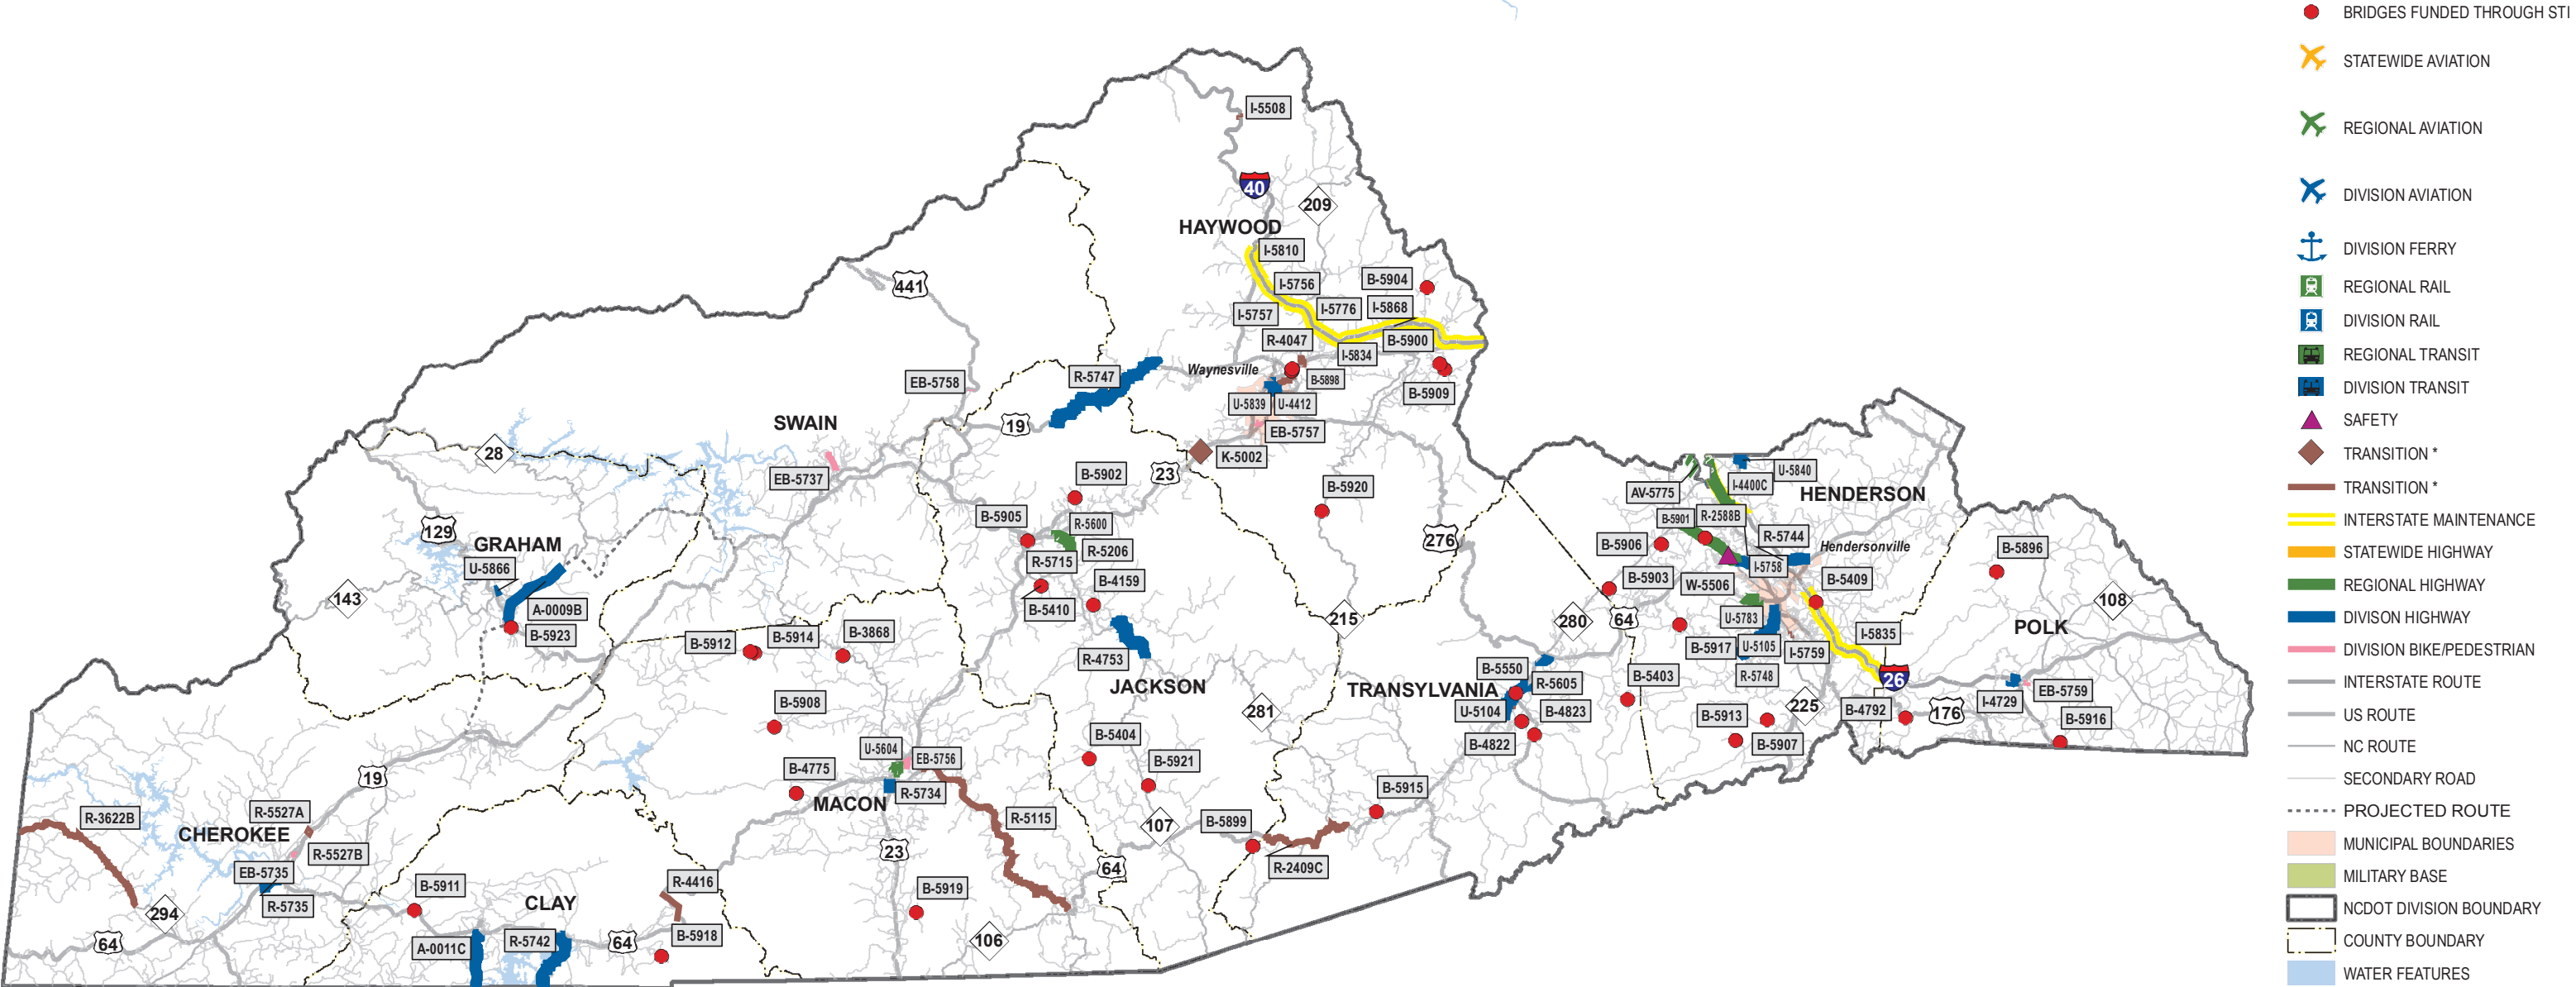 I-5508
40
209
HAYWOOD
I-5810
441
I-5756
B-5904
I-5757
I-5776
I-5868
R-4047
B-5900
I-5834
Waynesville
R-5747
EB-5758
B-5898
B-5909
U-5839
U-4412
SWAIN
19
EB-5757
28
K-5002
EB-5737
B-5902
23
B-5920
129
GRAHAM
U-5866
B-5905
R-5600
R-5206
R-5715
276
B-4159
143
A-0009B
B-5410
B-5923
215
B-5912
B-5914
B-3868
R-4753
JACKSON
B-5908
281
U-5604
EB-5756
B-5404
B-4775
R-5734
MACON
B-5921
19
R-3622B
R-5527A
CHEROKEE
R-5527B
R-5115
107
B-5899
B-5915
EB-5735
23
64
R-2409C
R-5735
B-5911
R-4416
B-5919
CLAY
294
64
A-0011C
R-5742
64
B-5918
106
AV-5775
U-5840
I-4400C
HENDERSON
B-5901
R-2588B
R-5744
Hendersonville
B-5906
I-5758
B-5896
B-5903
W-5506
B-5409
108
280
64
U-5783
POLK
B-5917
U-5105
I-5759
I-5835
B-5550
R-5605
B-5403
R-5748
26
TRANSYLVANIA
U-5104
B-4823
B-5913
225
B-4792
176
I-4729
EB-5759
B-5916
B-4822
B-5907
BRIDGES FUNDED THROUGH STI
STATEWIDE AVIATION
REGIONAL AVIATION
DIVISION AVIATION
DIVISION FERRY
REGIONAL RAIL
DIVISION RAIL
REGIONAL TRANSIT
DIVISION TRANSIT
SAFETY
TRANSITION *
TRANSITION *
INTERSTATE MAINTENANCE
STATEWIDE HIGHWAY
REGIONAL HIGHWAY
DIVISON HIGHWAY
DIVISION BIKE/PEDESTRIAN
INTERSTATE ROUTE
US ROUTE
NC ROUTE
SECONDARY ROAD
PROJECTED ROUTE
MUNICIPAL BOUNDARIES
MILITARY BASE
NCDOT DIVISION BOUNDARY
COUNTY BOUNDARY
WATER FEATURES